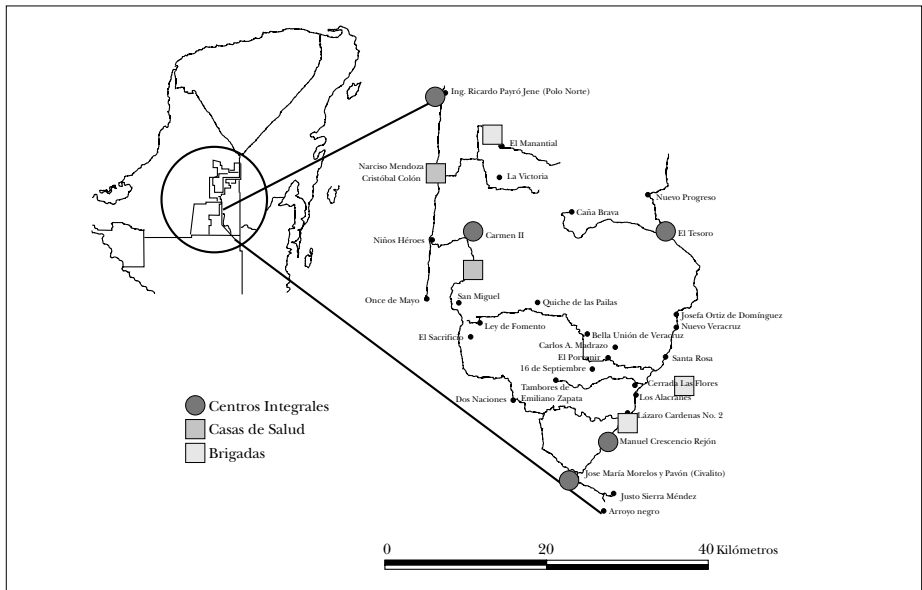 Ing. Ricardo Payró Jene (Polo Norte)
El Manantial
Narciso Mendoza
Cristóbal Colón
La Victoria
Nuevo Progreso
Caña Brava
Carmen II
El Tesoro
Niños Héroes
Once de Mayo
San Miguel
Quiche de las Pailas
Josefa Ortiz de Domínguez
Ley de Fomento
Nuevo Veracruz
El Sacrificio
Bella Unión de Veracruz
Carlos A. Madrazo
El Porvenir
Santa Rosa
16 de Septiembre
Cerrada Las Flores
Tambores de
Emiliano Zapata
Los Alacranes
Dos Naciones
Lázaro Cardenas No. 2
Manuel Crescencio Rejón
Jose María Morelos y Pavón (Civalito)
Justo Sierra Méndez
Arroyo negro
Centros Integrales
Casas de Salud
Brigadas
0 20 40 Kilómetros